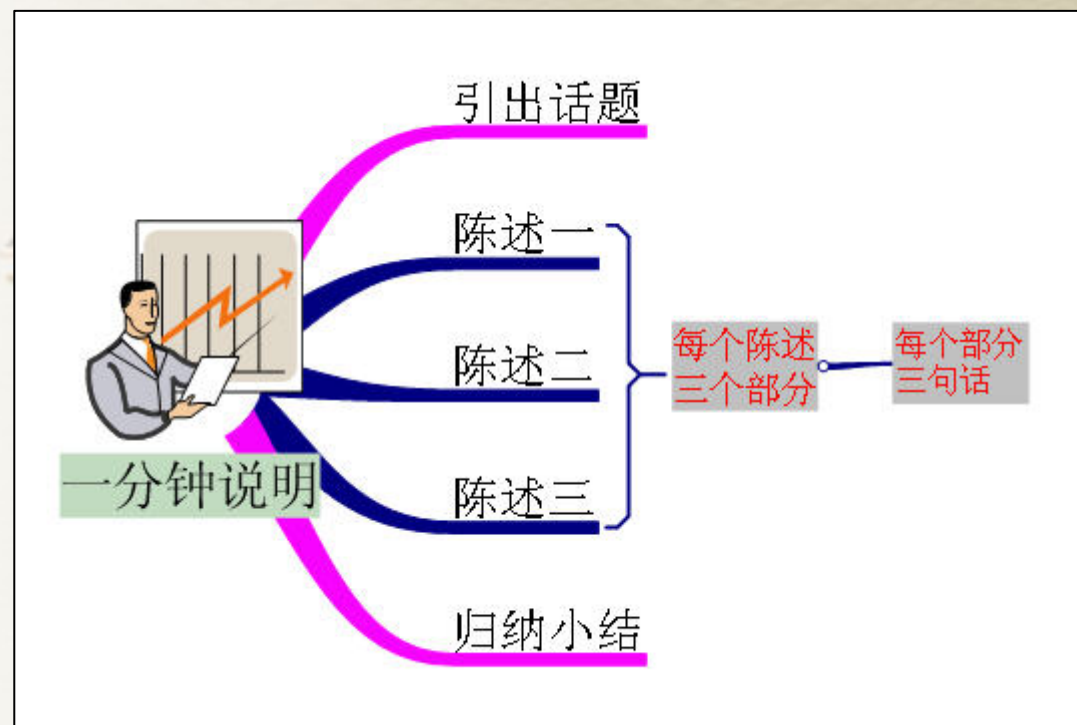 引出话题
陈述一
陈述二
陈述三
归纳小结
一分钟说明
每个陈述
三个部分
每个部分
三句话